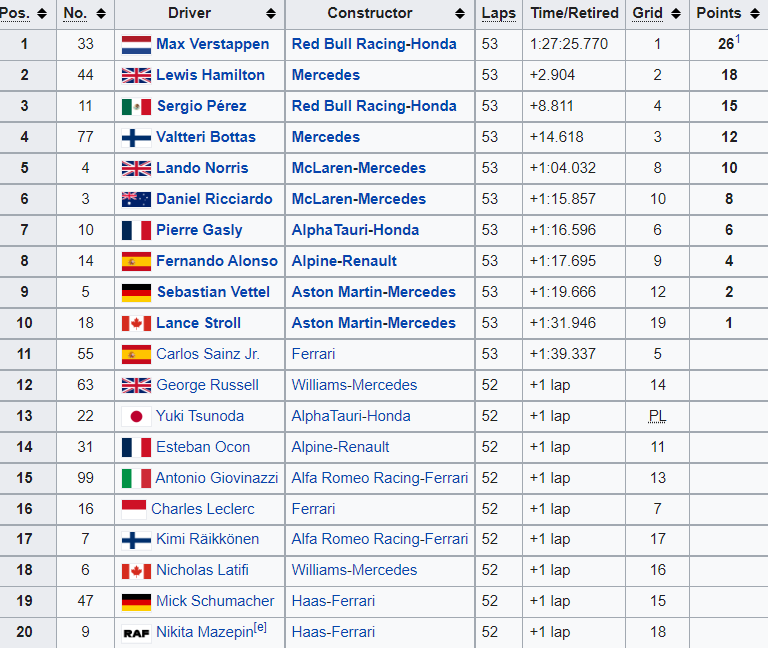 Pos. No. Driver Constructor Laps Time/Retired Grid Points
1 33 Max Verstappen Red Bull Racing-Honda 53 1:27:25.770 1 26¹
2 44 Lewis Hamilton Mercedes 53 +2.904 2 18
3 11 Sergio Pérez Red Bull Racing-Honda 53 +8.811 4 15
4 77 Valtteri Bottas Mercedes 53 +14.618 3 12
5 4 Lando Norris McLaren-Mercedes 53 +1:04.032 8 10
6 3 Daniel Ricciardo McLaren-Mercedes 53 +1:15.857 10 8
7 10 Pierre Gasly AlphaTauri-Honda 53 +1:16.596 6 6
8 14 Fernando Alonso Alpine-Renault 53 +1:17.695 9 4
9 5 Sebastian Vettel Aston Martin-Mercedes 53 +1:19.666 12 2
10 18 Lance Stroll Aston Martin-Mercedes 53 +1:31.946 19 1
11 55 Carlos Sainz Jr. Ferrari 53 +1:39.337 5
12 63 George Russell Williams-Mercedes 52 +1 lap 14
13 22 Yuki Tsunoda AlphaTauri-Honda 52 +1 lap PL
14 31 Esteban Ocon Alpine-Renault 52 +1 lap 11
15 99 Antonio Giovinazzi Alfa Romeo Racing-Ferrari 52 +1 lap 13
16 16 Charles Leclerc Ferrari 52 +1 lap 7
17 7 Kimi Räikkönen Alfa Romeo Racing-Ferrari 52 +1 lap 17
18 6 Nicholas Latifi Williams-Mercedes 52 +1 lap 16
19 47 Mick Schumacher Haas-Ferrari 52 +1 lap 15
20 9 RAF Nikita Mazepin[e] Haas-Ferrari 52 +1 lap 18